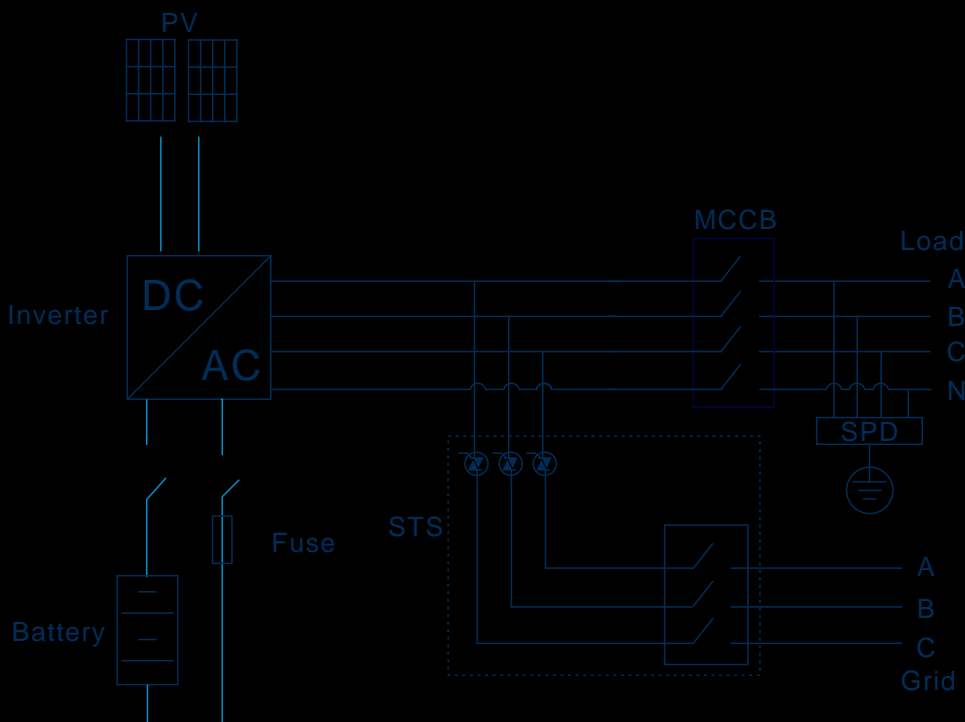 PV
MCCB
Load
A
B
C
N
Inverter
DC
AC
SPD
STS
Fuse
Battery
A
B
C
Grid